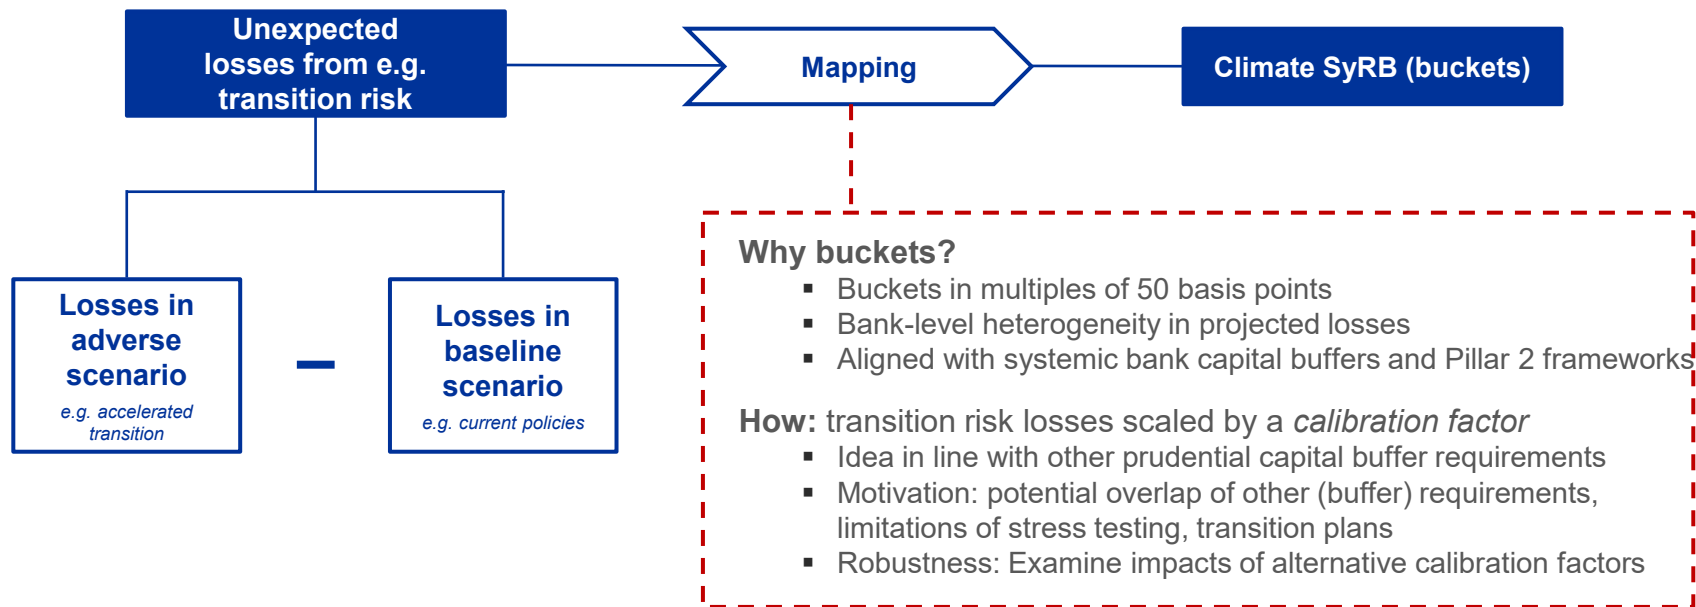 Unexpected
losses from e.g.
transition risk
Mapping
Climate SyRB (buckets)
Losses in
adverse
scenario
e.g. accelerated
transition
Losses in
baseline
scenario
e.g. current policies
Why buckets?
▪ Buckets in multiples of 50 basis points
▪ Bank-level heterogeneity in projected losses
▪ Aligned with systemic bank capital buffers and Pillar 2 frameworks
How: transition risk losses scaled by a calibration factor
▪ Idea in line with other prudential capital buffer requirements
▪ Motivation: potential overlap of other (buffer) requirements,
limitations of stress testing, transition plans
▪ Robustness: Examine impacts of alternative calibration factors